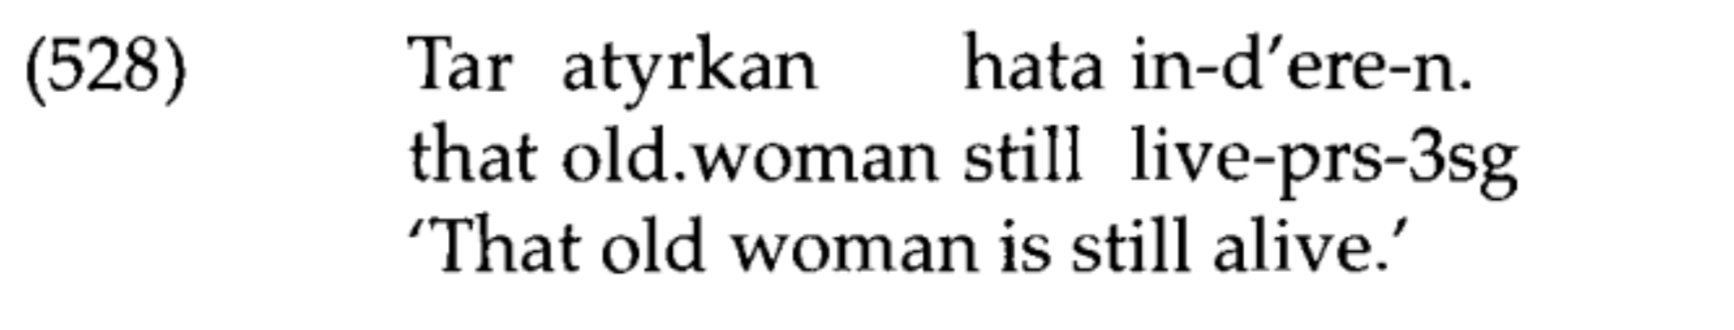 (528) Tar atyrkan hata in-d′ere-n.
that old.woman still live-prs-3sg
‘That old woman is still alive.’